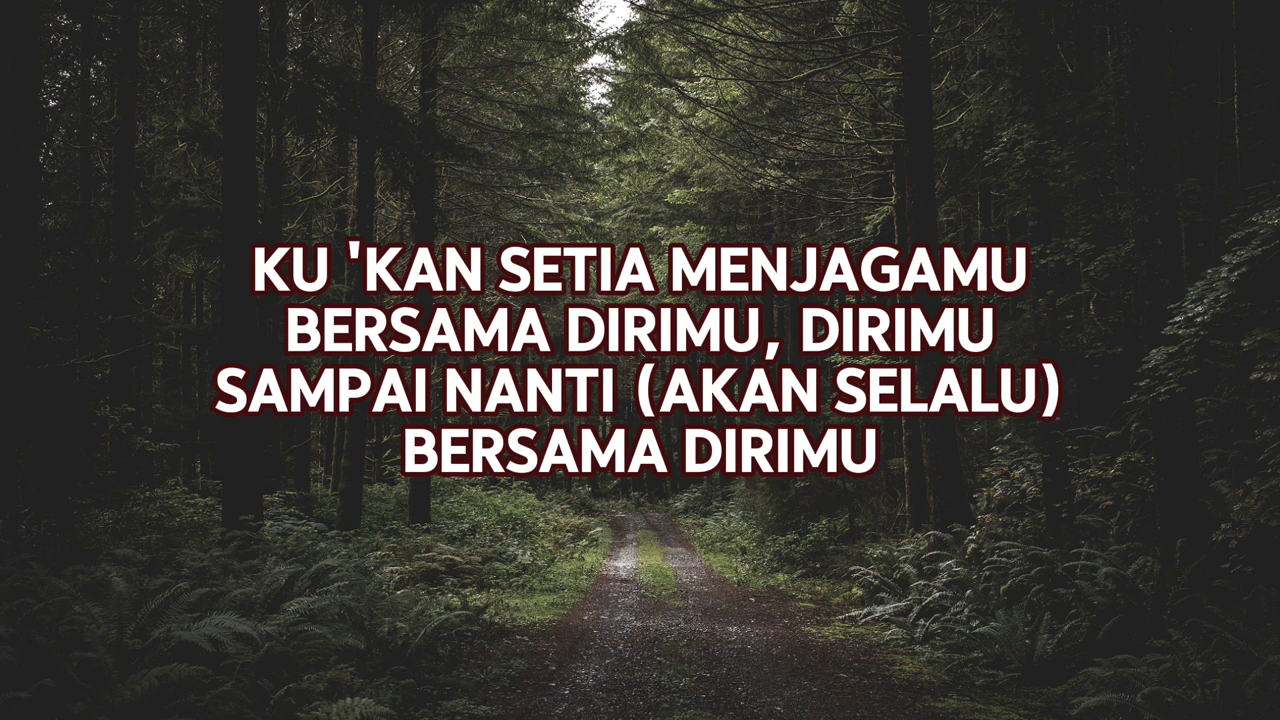 KU 'KAN SETIA MENJAGAMU
BERSAMA DIRIMU, DIRIMU
SAMPAI NANTI (AKAN SELALU)
BERSAMA DIRIMU